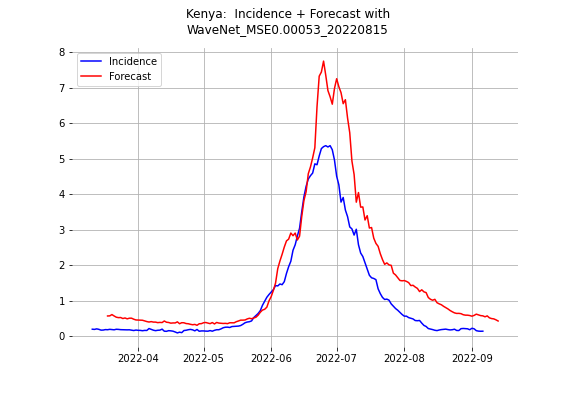 Kenya:  Incidence + Forecast with
WaveNet_MSE0.00053_20220815
Incidence
Forecast
8
7
6
5
4
3
2
1
0
2022-04 2022-05 2022-06 2022-07 2022-08 2022-09